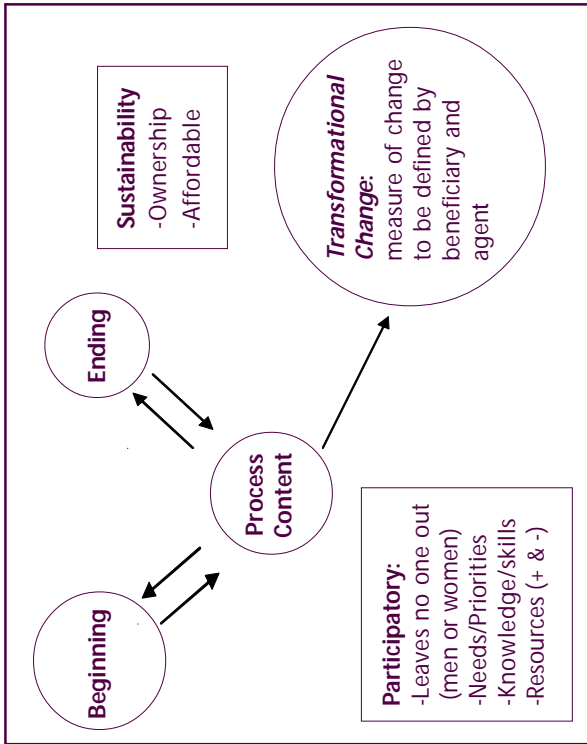 Beginning
Ending
Process
Content
Sustainability
-Ownership
-Affordable
Participatory:
-Leaves no one out
(men or women)
-Needs/Priorities
-Knowledge/skills
-Resources (+ & -)
Transformational
Change:
measure of change
to be defined by
beneficiary and
agent